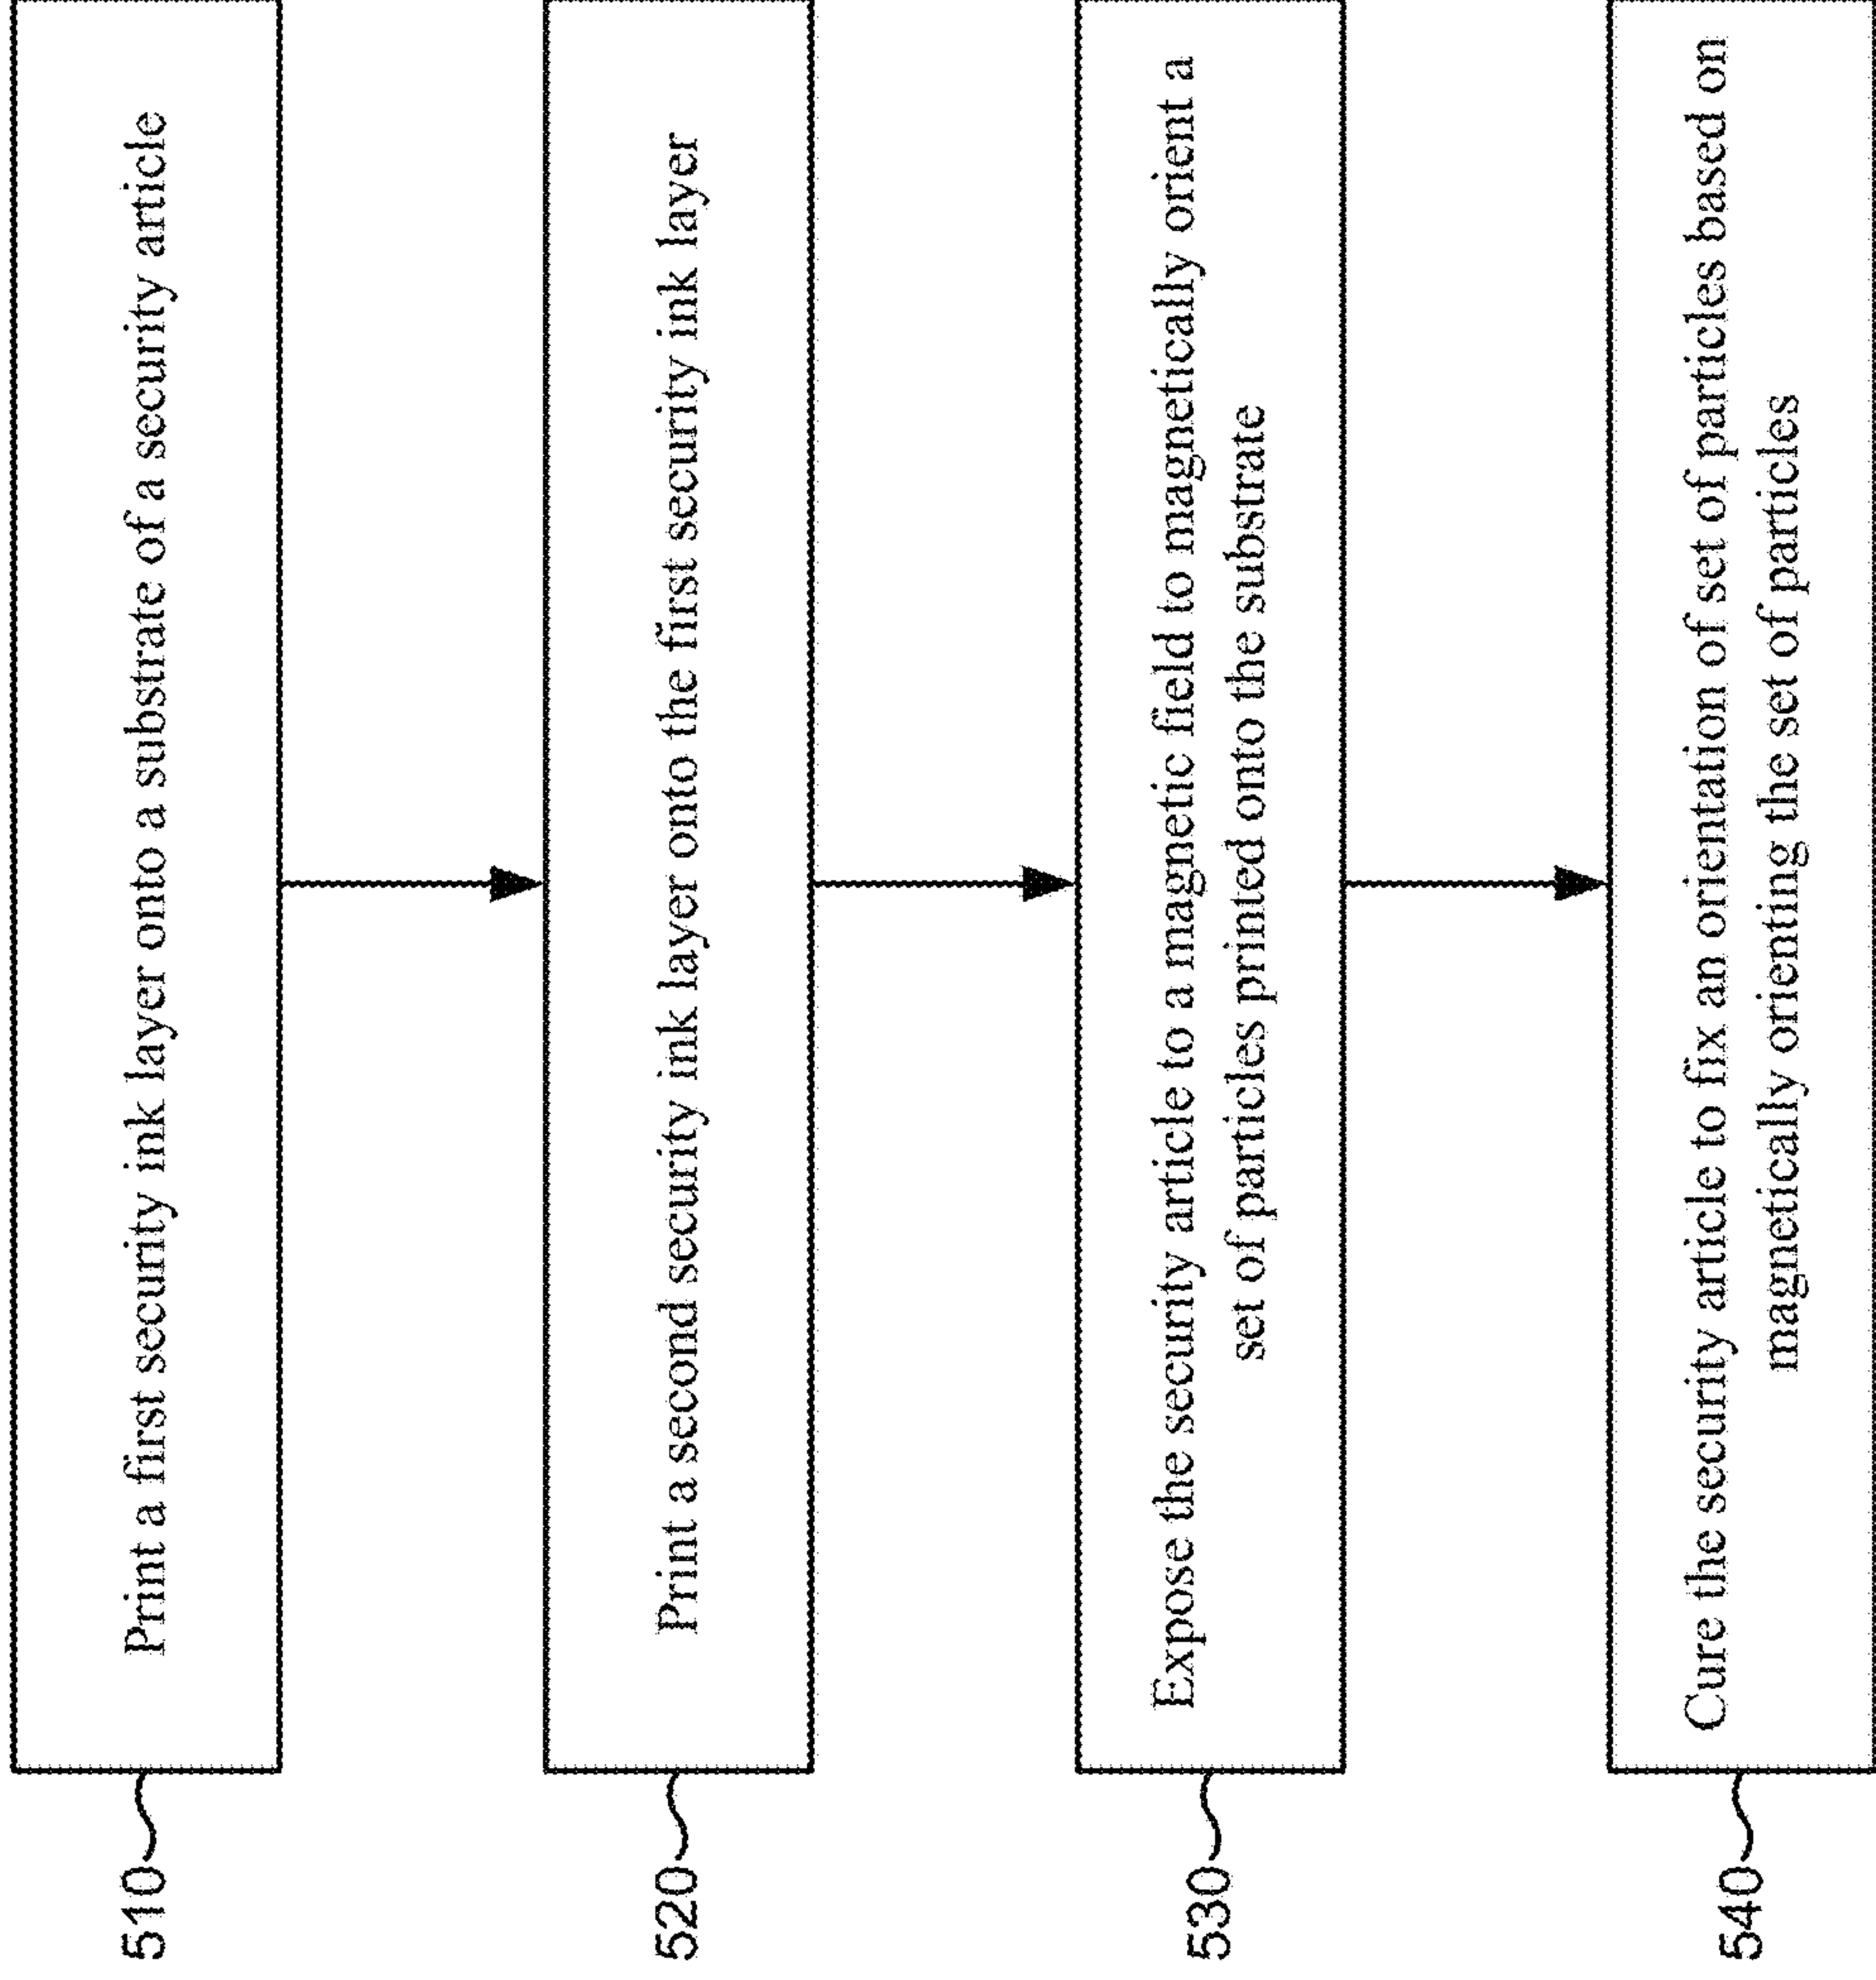 510
Print a first security ink layer onto a substrate of a security article
520
Print a second security ink layer onto the first security ink layer
530
Expose the security article to a magnetic field to magnetically orient a
set of particles printed onto the substrate
540
Cure the security article to fix an orientation of set of particles based on
magnetically orienting the set of particles